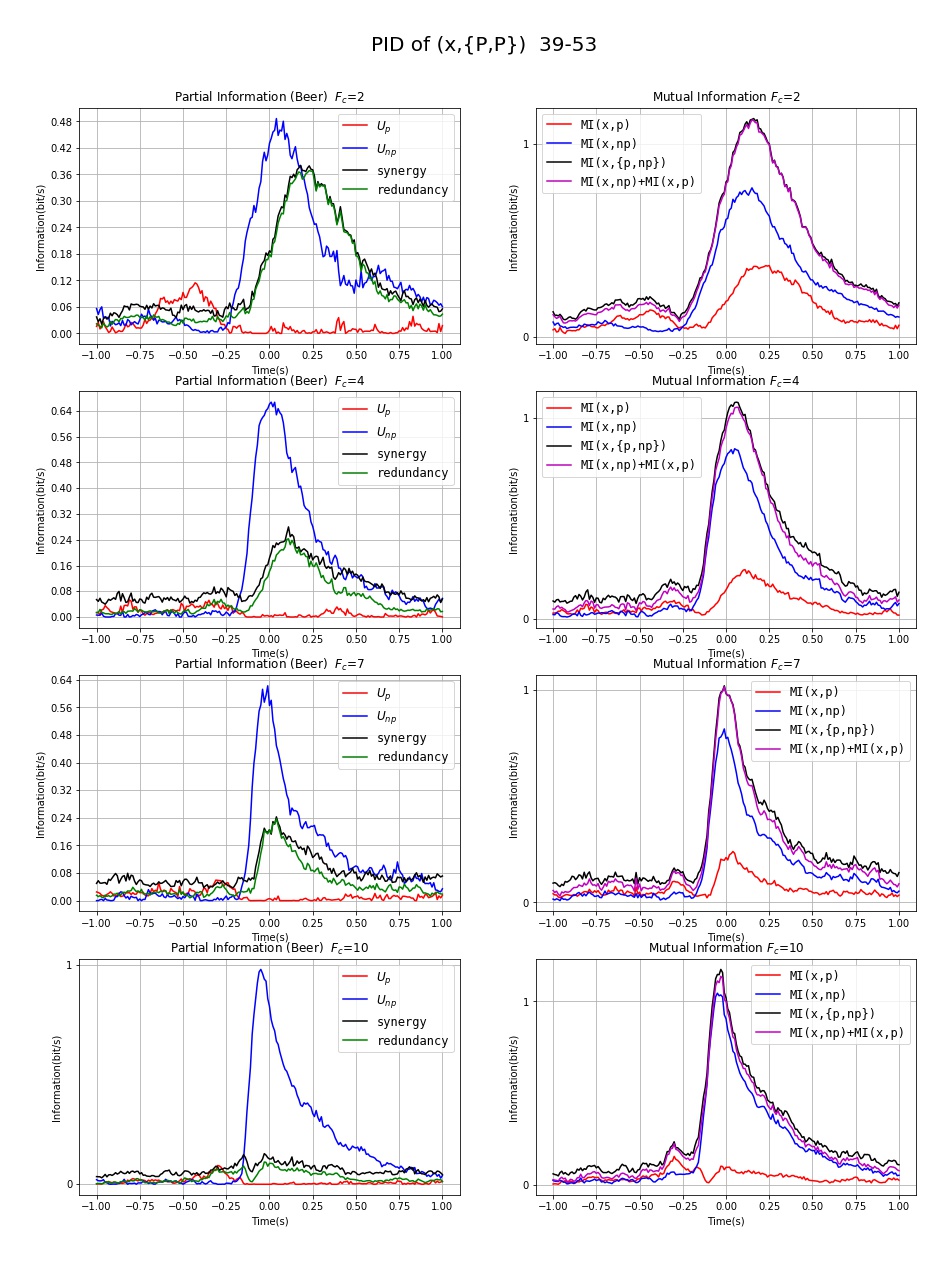 PID of (x,{P,P})  39-53
Partial Information (Beer)  F_c=2
Information(bit/s)
0.48
0.42
0.36
0.30
0.24
0.18
0.12
0.06
0.00
U_p
U_np
synergy
redundancy
−1.00 −0.75 −0.50 −0.25 0.00 0.25 0.50 0.75 1.00
Time(s)
Mutual Information F_c=2
Information(bit/s)
1
0
MI(x,p)
MI(x,np)
MI(x,{p,np})
MI(x,np)+MI(x,p)
−1.00 −0.75 −0.50 −0.25 0.00 0.25 0.50 0.75 1.00
Time(s)
Partial Information (Beer)  F_c=4
Information(bit/s)
0.64
0.56
0.48
0.40
0.32
0.24
0.16
0.08
0.00
U_p
U_np
synergy
redundancy
−1.00 −0.75 −0.50 −0.25 0.00 0.25 0.50 0.75 1.00
Time(s)
Mutual Information F_c=4
Information(bit/s)
1
0
MI(x,p)
MI(x,np)
MI(x,{p,np})
MI(x,np)+MI(x,p)
−1.00 −0.75 −0.50 −0.25 0.00 0.25 0.50 0.75 1.00
Time(s)
Partial Information (Beer)  F_c=7
Information(bit/s)
0.64
0.56
0.48
0.40
0.32
0.24
0.16
0.08
0.00
U_p
U_np
synergy
redundancy
−1.00 −0.75 −0.50 −0.25 0.00 0.25 0.50 0.75 1.00
Time(s)
Mutual Information F_c=7
Information(bit/s)
1
0
MI(x,p)
MI(x,np)
MI(x,{p,np})
MI(x,np)+MI(x,p)
−1.00 −0.75 −0.50 −0.25 0.00 0.25 0.50 0.75 1.00
Time(s)
Partial Information (Beer)  F_c=10
Information(bit/s)
1
0
U_p
U_np
synergy
redundancy
−1.00 −0.75 −0.50 −0.25 0.00 0.25 0.50 0.75 1.00
Time(s)
Mutual Information F_c=10
Information(bit/s)
1
0
MI(x,p)
MI(x,np)
MI(x,{p,np})
MI(x,np)+MI(x,p)
−1.00 −0.75 −0.50 −0.25 0.00 0.25 0.50 0.75 1.00
Time(s)